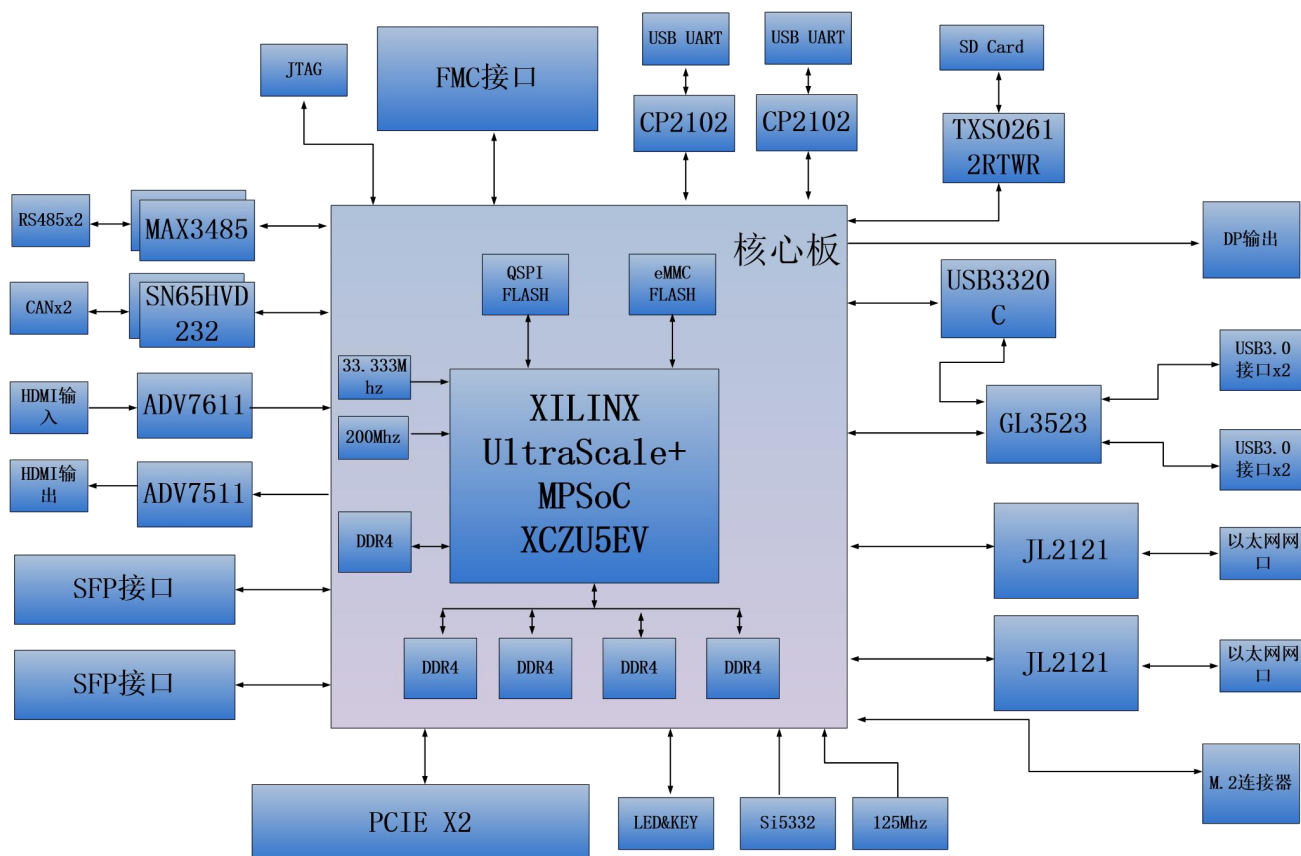 JTAG
FMC接口
USB UART
USB UART
SD Card
CP2102
CP2102
TXS0261
2RTWR
RS485x2
MAX3485
核心板
DP输出
CANx2
SN65HVD
232
QSPI
FLASH
eMMC
FLASH
USB3320
C
33.333M
hz
USB3.0
接口x2
HDMI输
入
ADV7611
200Mhz
XILINX
UltraScale+
MPSoC
XCZU5EV
GL3523
USB3.0
接口x2
HDMI输
出
ADV7511
DDR4
JL2121
以太网网
口
SFP接口
DDR4
DDR4
DDR4
DDR4
JL2121
以太网网
口
SFP接口
M.2连接器
PCIE X2
LED&KEY
Si5332
125Mhz